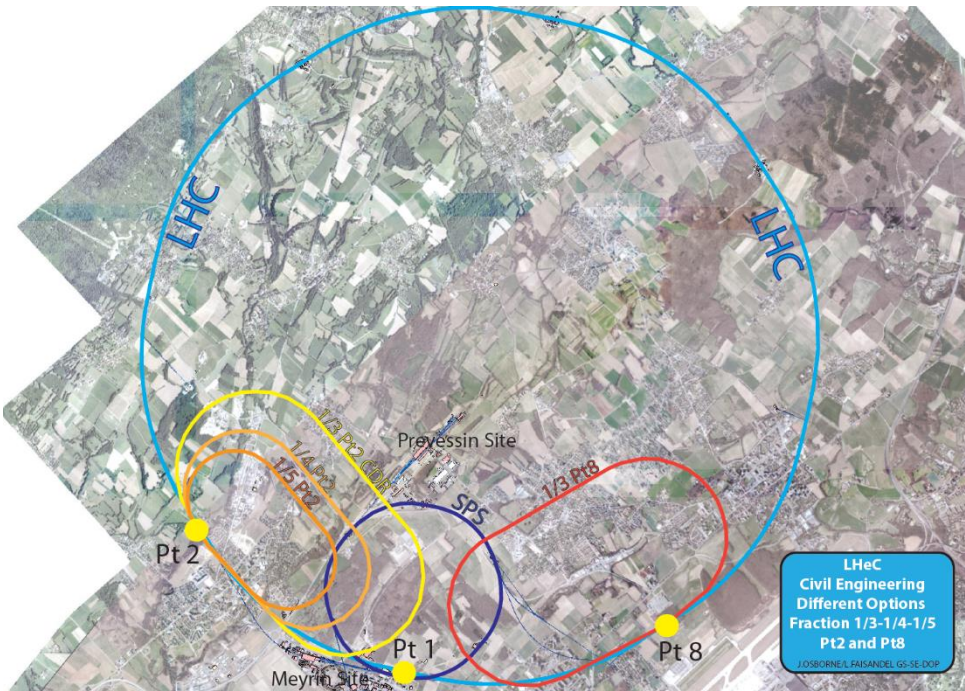 LHC
LHC
1/3 Pt2 CDR
1/4 Pt2
1/5 Pt2
Prevessin Site
SPS
1/3 Pt8
Pt 2
Pt 1
Pt 8
Meyrin Site
LHeC
Civil Engineering
Different Options
Fraction 1/3-1/4-1/5
Pt2 and Pt8
J.OSBORNE/L.FAISANDEL GS-SE-DOP